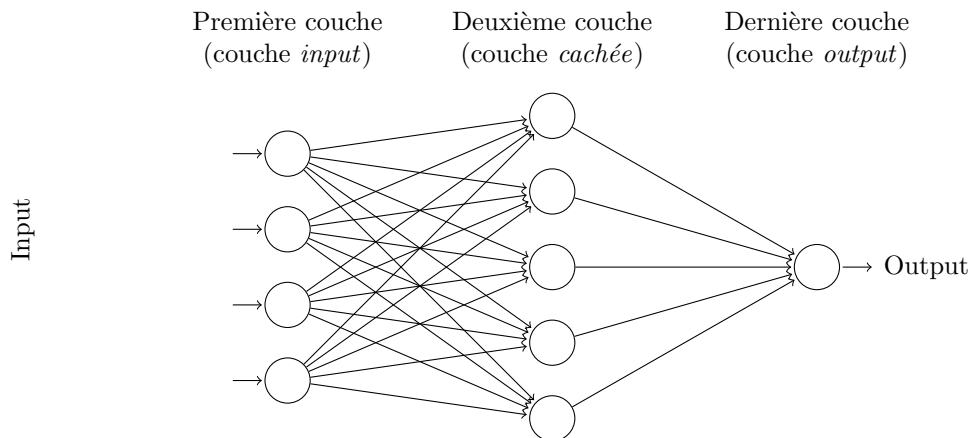 Première couche
(couche input)
Deuxième couche
(couche cachée)
Dernière couche
(couche output)
Input
Output